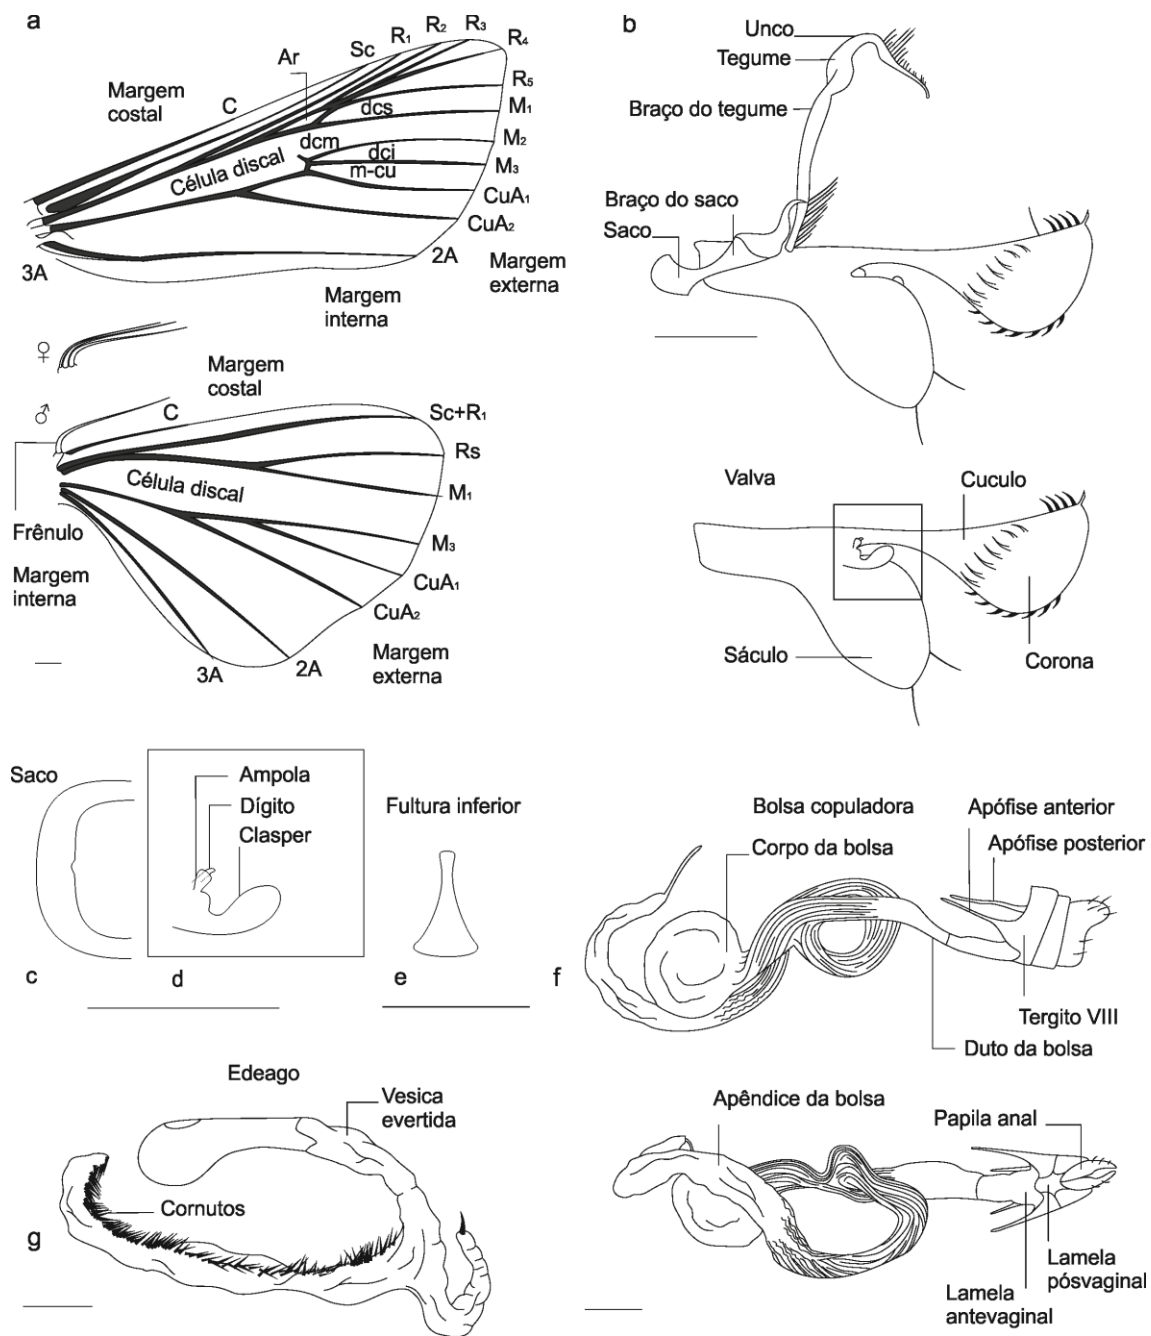 a
Margem
costal
C
Ar
Sc
R1
R2
R3
R4
R5
M1
M2
M3
CuA1
CuA2
dcs
dcm
dci
m-cu
Célula discal
3A
2A
Margem
externa
Margem
interna
♀
♂
Margem
costal
C
Sc+R1
Rs
M1
Célula discal
M3
CuA1
CuA2
Frênulo
Margem
interna
3A
2A
Margem
externa
b
Unco
Tegume
Braço do tegume
Braço do saco
Saco
Valva
Cuculo
Sáculo
Corona
Saco
c
Ampola
Dígito
Clasper
d
Fultura inferior
e
Bolsa copuladora
Corpo da bolsa
Apófise anterior
Apófise posterior
f
Tergito VIII
Duto da bolsa
Apêndice da bolsa
Papila anal
Lamela
pósvaginal
Lamela
antevaginal
Edeago
Vesica
evertida
Cornutos
g